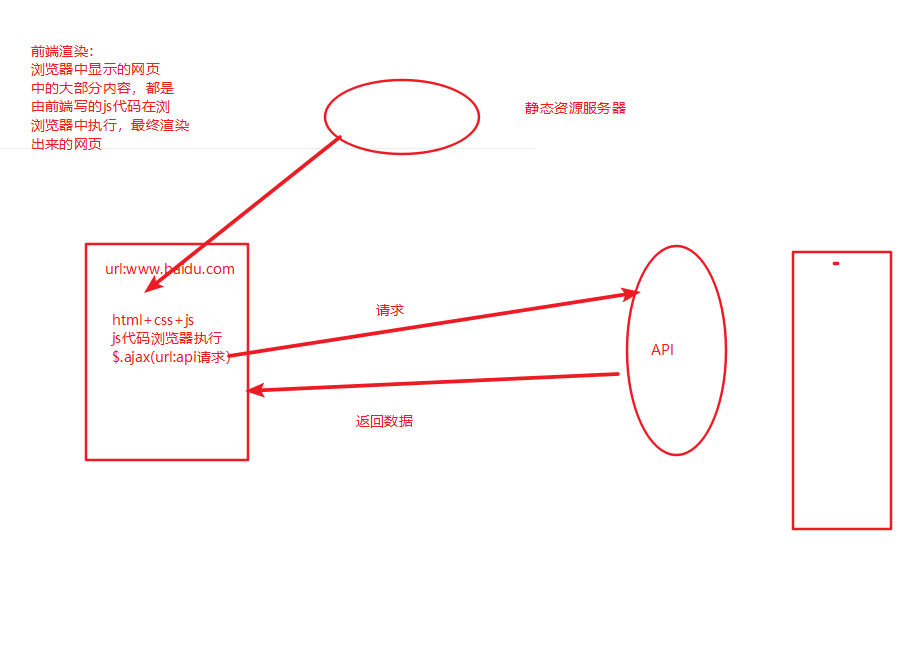 前端渲染：
浏览器中显示的网页
中的大部分内容，都是
由前端写的js代码在浏
浏览器中执行，最终渲染
出来的网页
静态资源服务器
url:www.baidu.com
html+css+js
js代码浏览器执行
$.ajax(url:api请求)
请求
API
返回数据